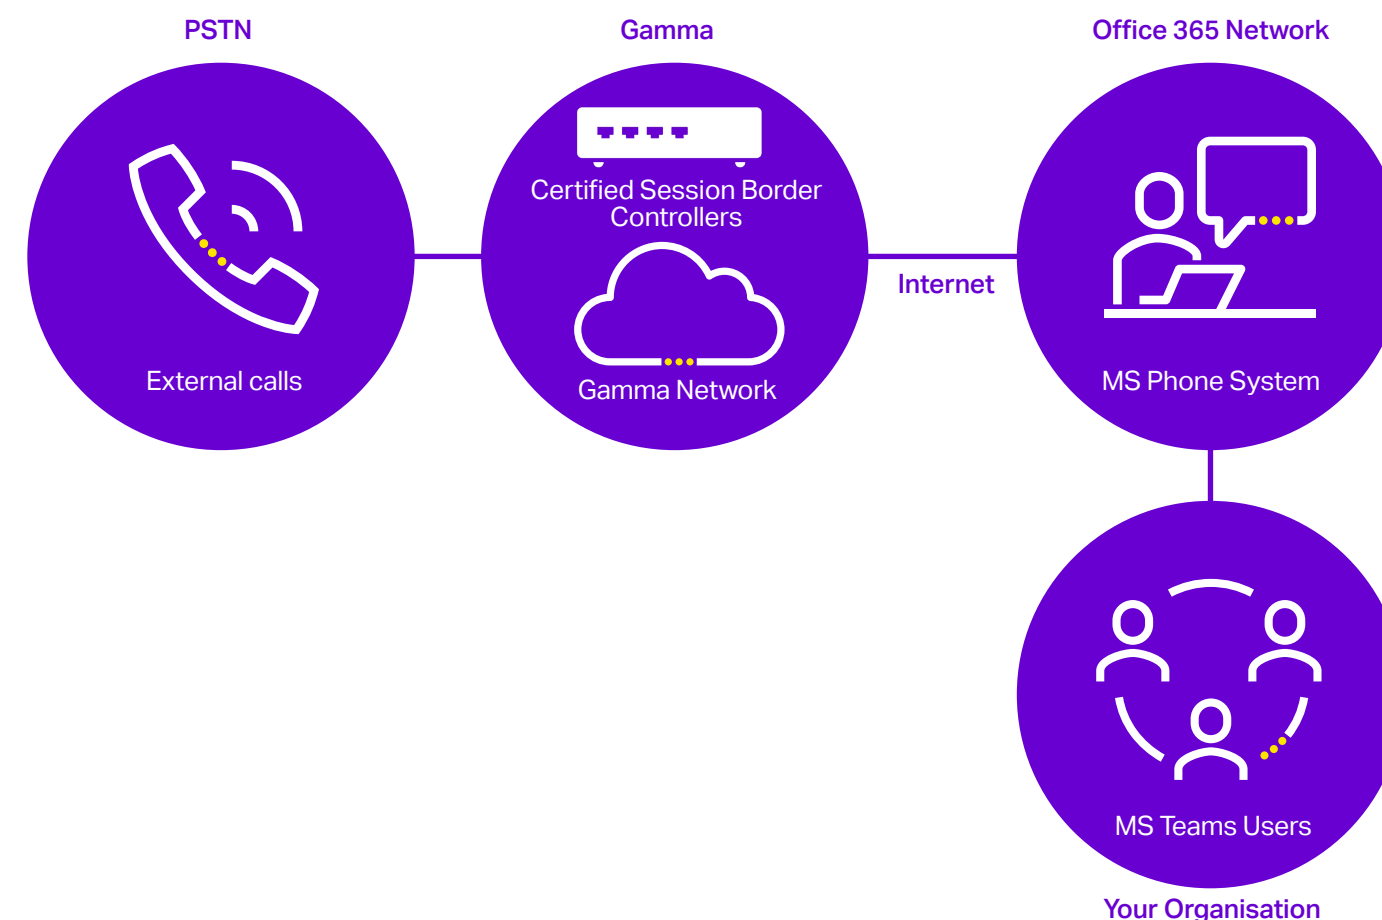 PSTN
Gamma
Office 365 Network
Certified Session Border
Controllers
Internet
External calls
Gamma Network
MS Phone System
MS Teams Users
Your Organisation